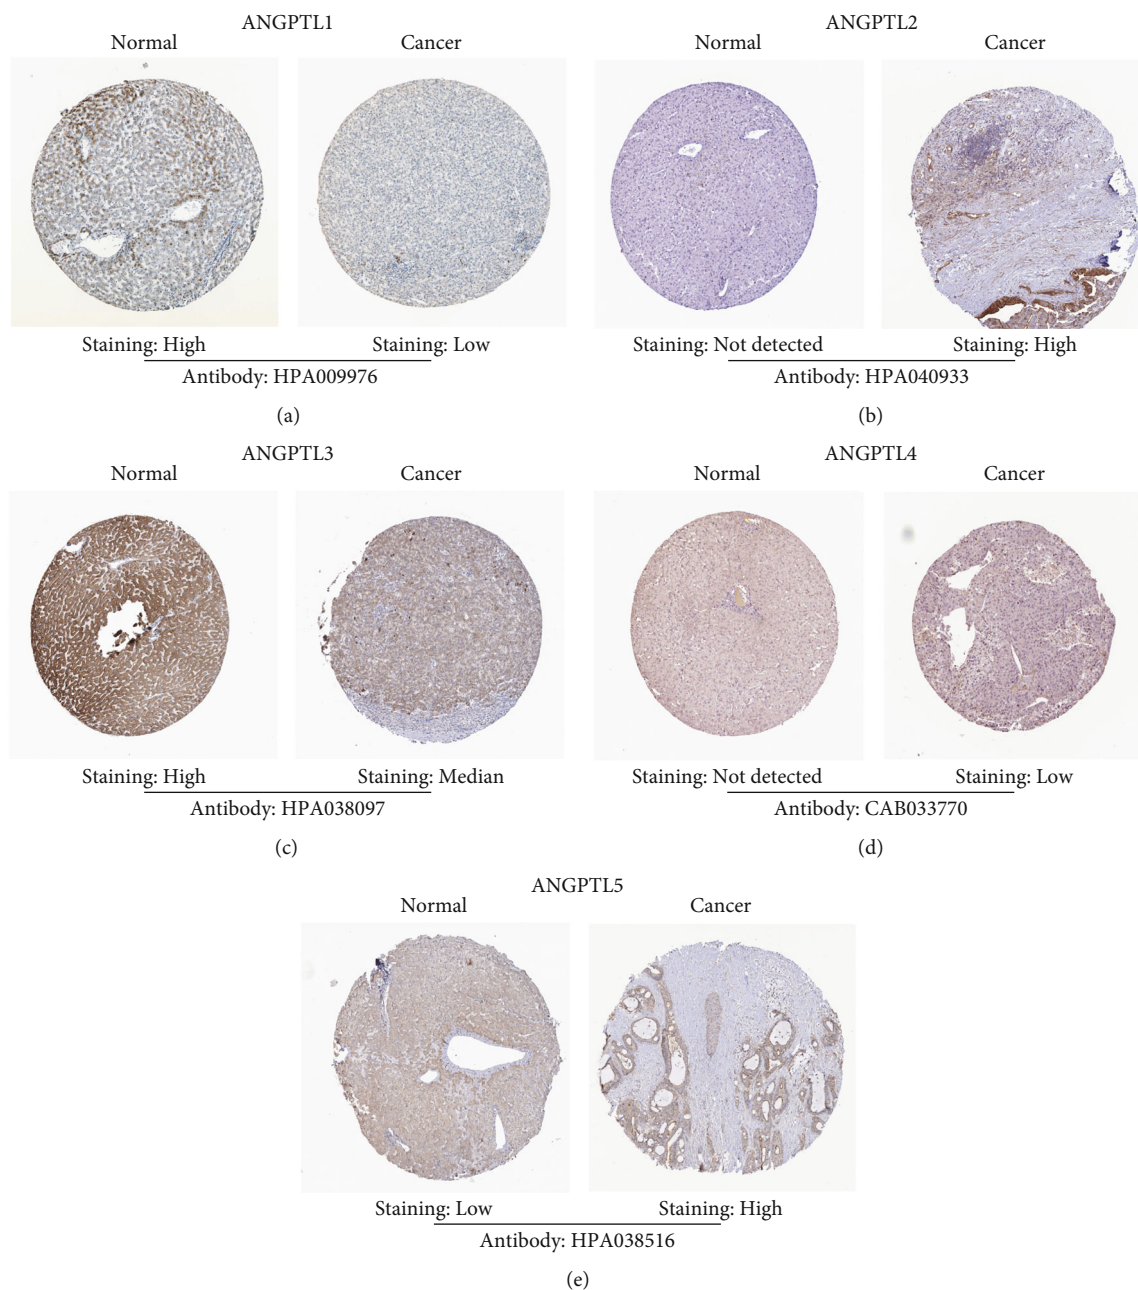 ANGPTL1
Normal
Cancer
Staining: High
Staining: Low
Antibody: HPA009976
(a)
ANGPTL2
Normal
Cancer
Staining: Not detected
Staining: High
Antibody: HPA040933
(b)
ANGPTL3
Normal
Cancer
Staining: High
Staining: Median
Antibody: HPA038097
(c)
ANGPTL4
Normal
Cancer
Staining: Not detected
Staining: Low
Antibody: CAB033770
(d)
ANGPTL5
Normal
Cancer
Staining: Low
Staining: High
Antibody: HPA038516
(e)